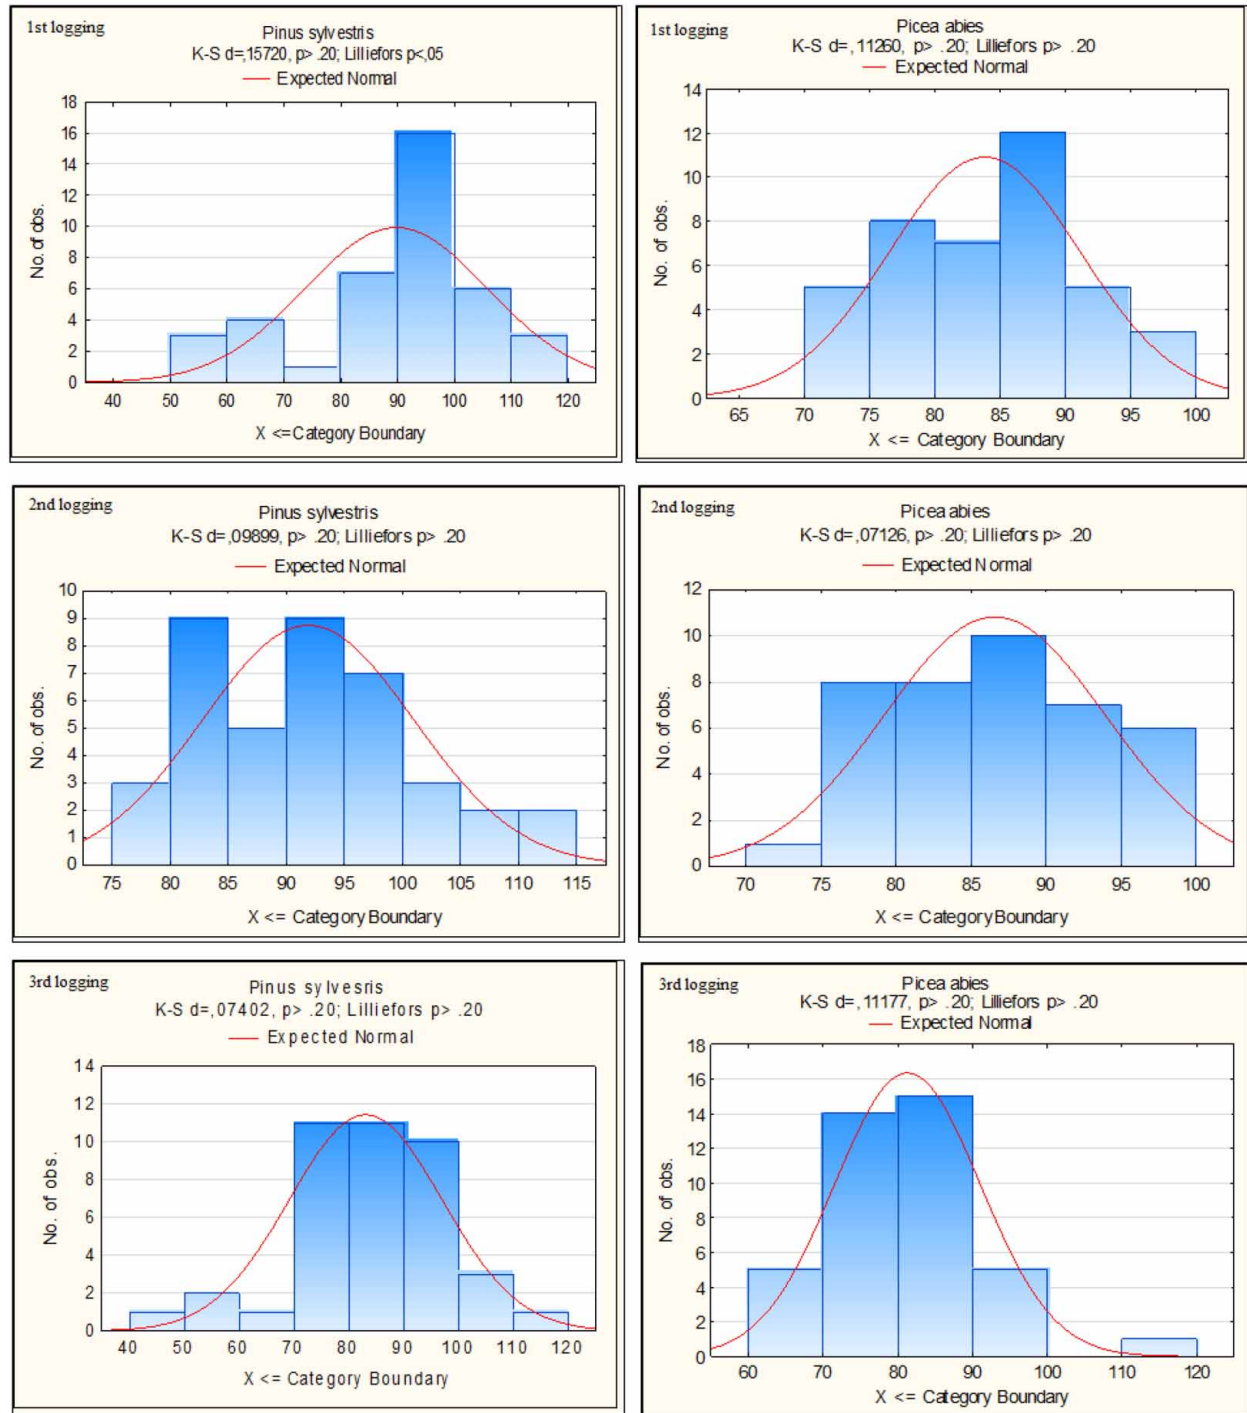 1st logging
Pinus sylvestris
K-S d=,15720, p> .20; Lilliefors p<,05
Expected Normal
18
16
14
12
10
8
6
4
2
0
No. of obs.
40 50 60 70 80 90 100 110 120
X <= Category Boundary
1st logging
Picea abies
K-S d=,11260, p> .20; Lilliefors p> .20
Expected Normal
14
12
10
8
6
4
2
0
No. of obs.
65 70 75 80 85 90 95 100
X <= Category Boundary
2nd logging
Pinus sylvestris
K-S d=,09899, p> .20; Lilliefors p> .20
Expected Normal
10
9
8
7
6
5
4
3
2
1
0
No. of obs.
75 80 85 90 95 100 105 110 115
X <= Category Boundary
2nd logging
Picea abies
K-S d=,07126, p> .20; Lilliefors p> .20
Expected Normal
12
10
8
6
4
2
0
No. of obs.
70 75 80 85 90 95 100
X <= Category Boundary
3rd logging
Pinus sylvesris
K-S d=,07402, p> .20; Lilliefors p> .20
Expected Normal
14
12
10
8
6
4
2
0
No. of obs.
40 50 60 70 80 90 100 110 120
X <= Category Boundary
3rd logging
Picea abies
K-S d=,11177, p> .20; Lilliefors p> .20
Expected Normal
18
16
14
12
10
8
6
4
2
0
No. of obs.
60 70 80 90 100 110 120
X <= Category Boundary